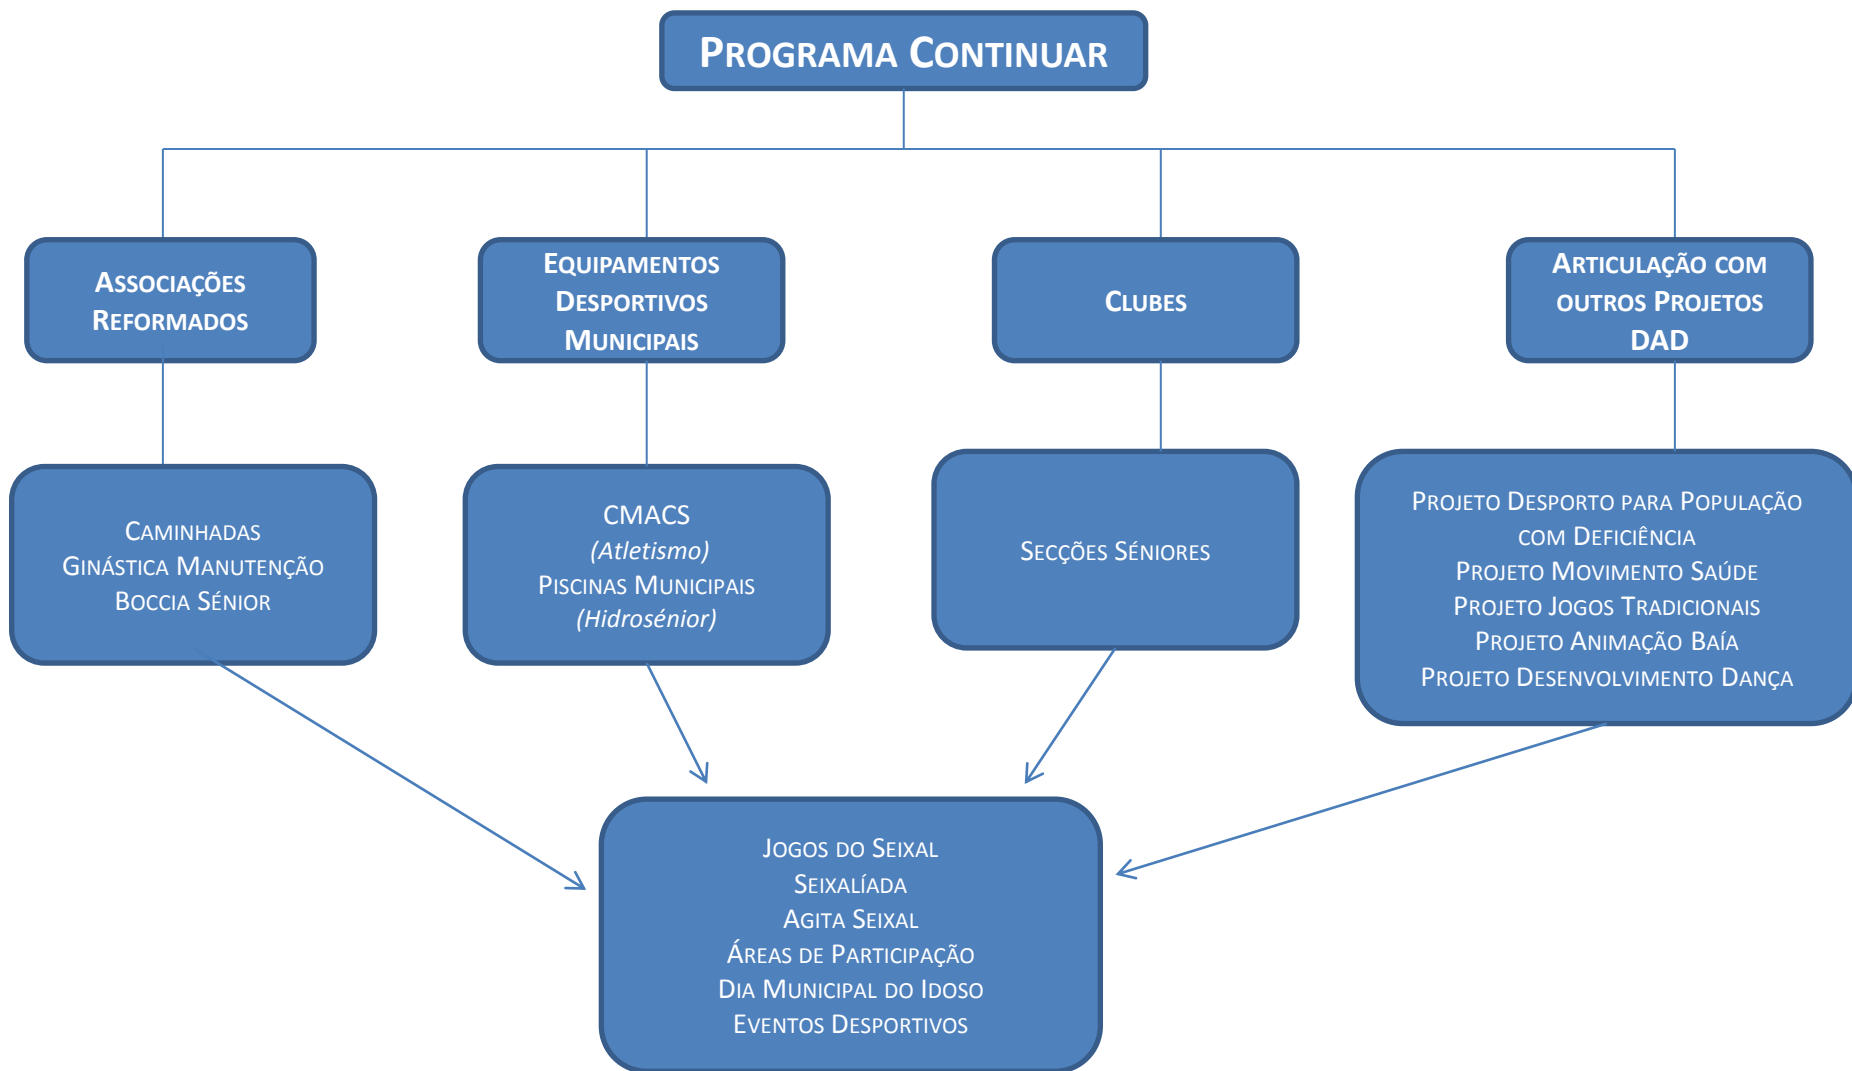 Programa Continuar
Associações
Reformados
Equipamentos
Desportivos
Municipais
Clubes
Articulação com
outros Projetos
DAD
Caminhadas
Ginástica Manutenção
Boccia Sénior
CMACS
(Atletismo)
Piscinas Municipais
(Hidrosénior)
Secções Séniores
Projeto Desporto para População
com Deficiência
Projeto Movimento Saúde
Projeto Jogos Tradicionais
Projeto Animação Baía
Projeto Desenvolvimento Dança
Jogos do Seixal
Seixalíada
Agita Seixal
Áreas de Participação
Dia Municipal do Idoso
Eventos Desportivos